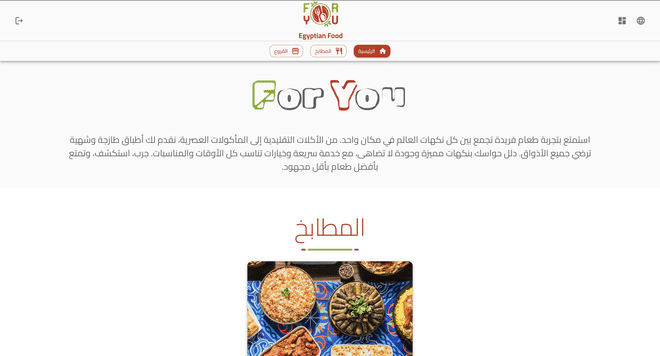 FOR
YOU
Egyptian Food
الرئيسية
المطابخ
الفروع
For You
استمتع بتجربة طعام فريدة تجمع بين كل نكهات العالم في مكان واحد. من الأكلات التقليدية إلى المأكولات العصرية، نقدم لك أطباق طازجة وشهية
ترضي جميع الأذواق. دلل حواسك بنكهات مميزة وجودة لا تضاهى، مع خدمة سريعة وخيارات تناسب كل الأوقات والمناسبات. جرب، استكشف، وتمتع
بأفضل طعام بأقل مجهود.
المطابخ